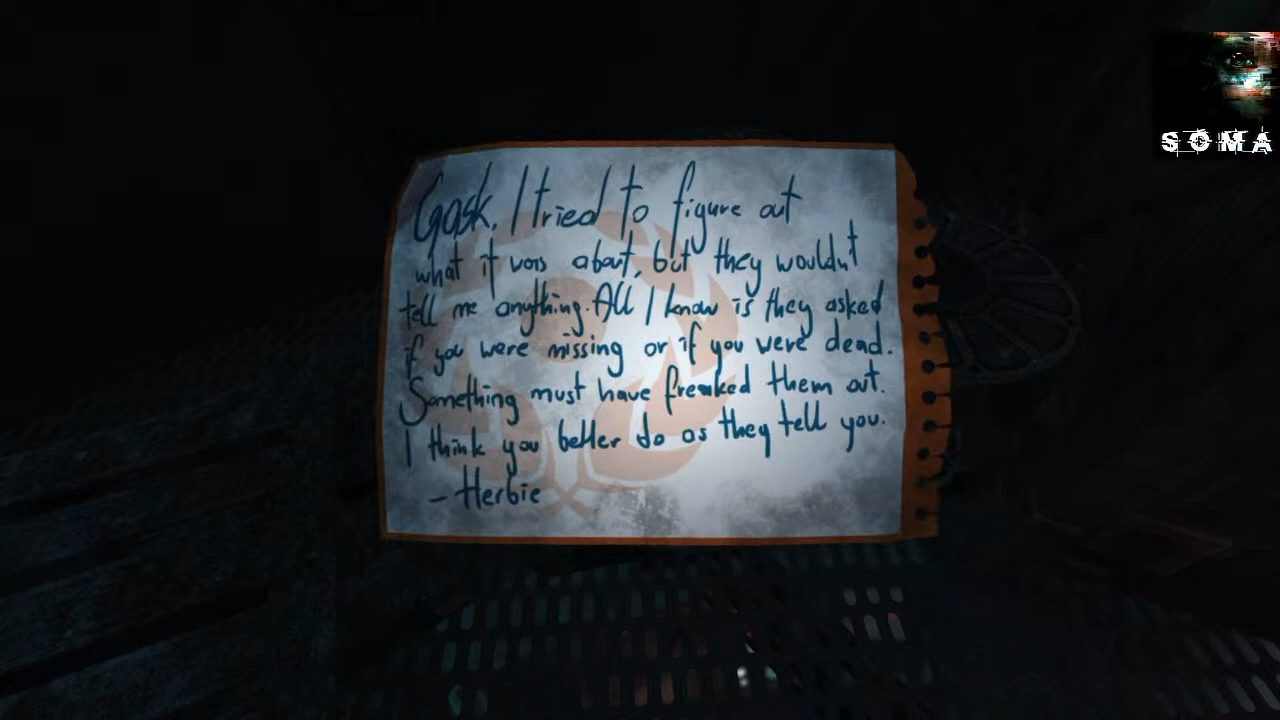 Gask, I tried to figure out
what it was about, but they wouldn't
tell me anything. All I know is they asked
if you were missing or if you were dead.
Something must have freaked them out.
I think you better do as they tell you.
- Herbie
SOMA